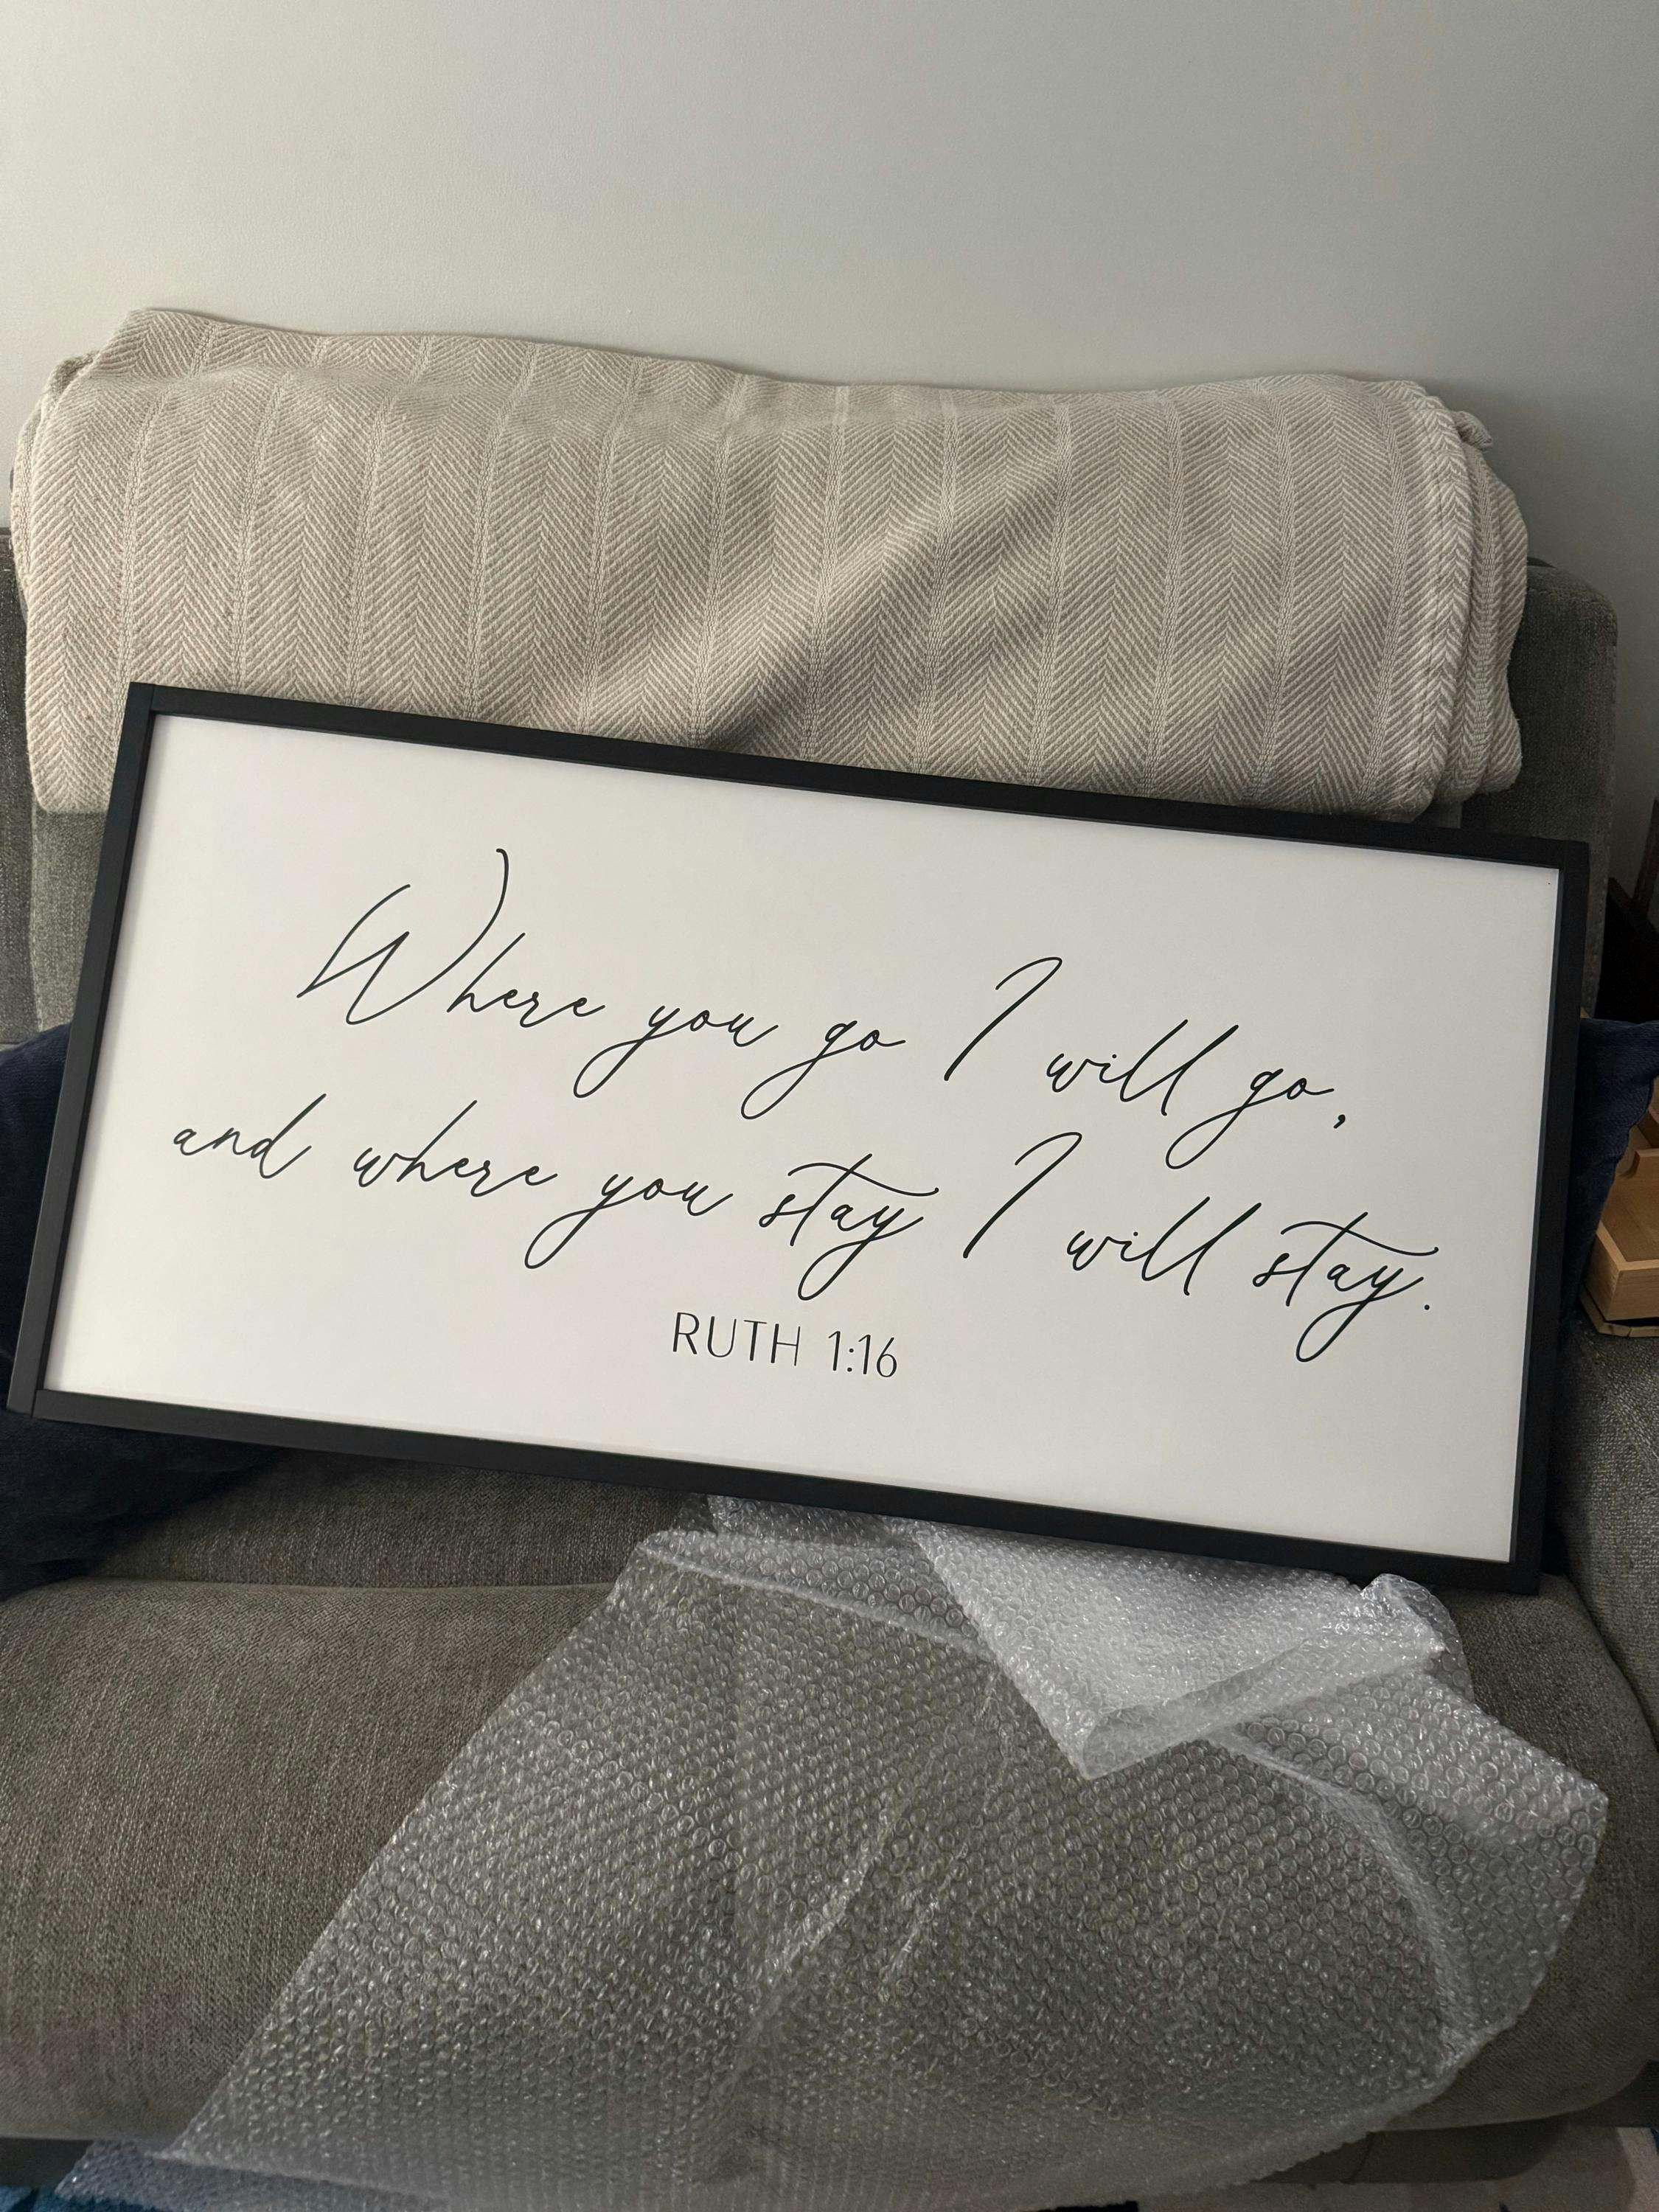 Where you go I will go,
and where you stay I will stay.
RUTH 1:16